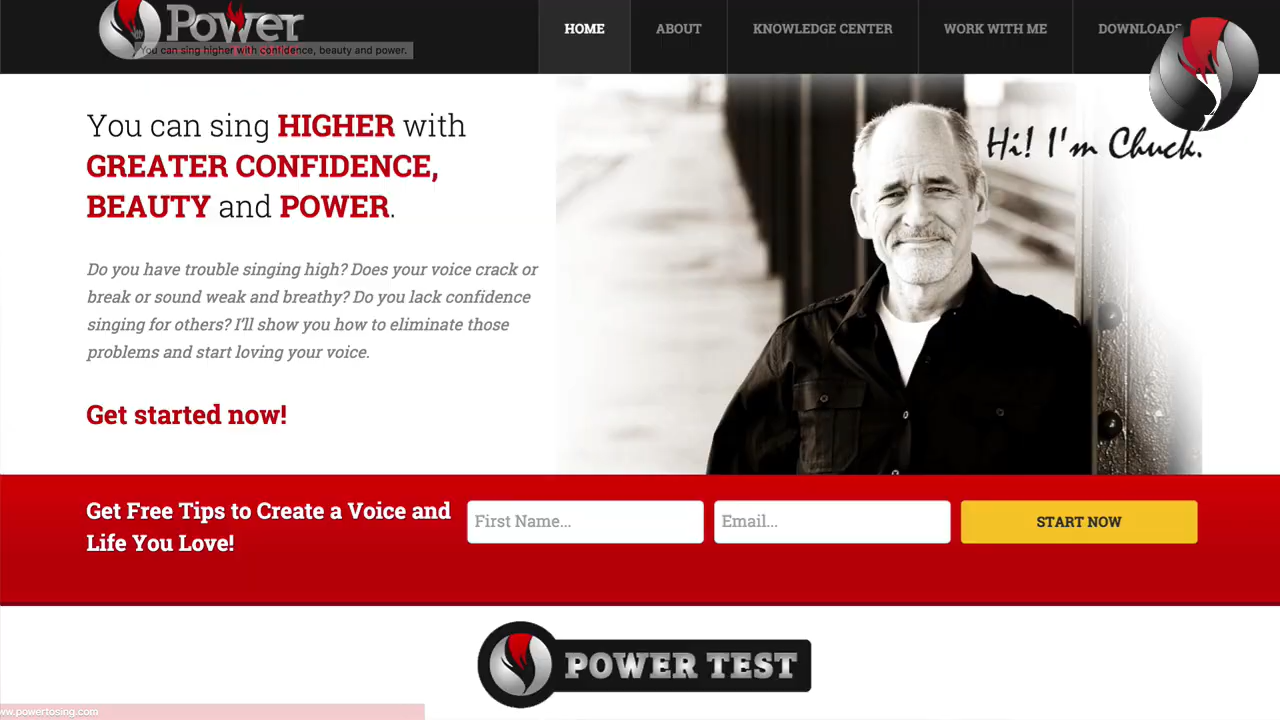 Power
You can sing higher with confidence, beauty and power.
HOME
ABOUT
KNOWLEDGE CENTER
WORK WITH ME
DOWNLOADS
You can sing HIGHER with
GREATER CONFIDENCE,
BEAUTY and POWER.
Hi! I'm Chuck.
Do you have trouble singing high? Does your voice crack or
break or sound weak and breathy? Do you lack confidence
singing for others? I'll show you how to eliminate those
problems and start loving your voice.
Get started now!
Get Free Tips to Create a Voice and
Life You Love!
First Name...
Email...
START NOW
POWER TEST
www.powertosing.com